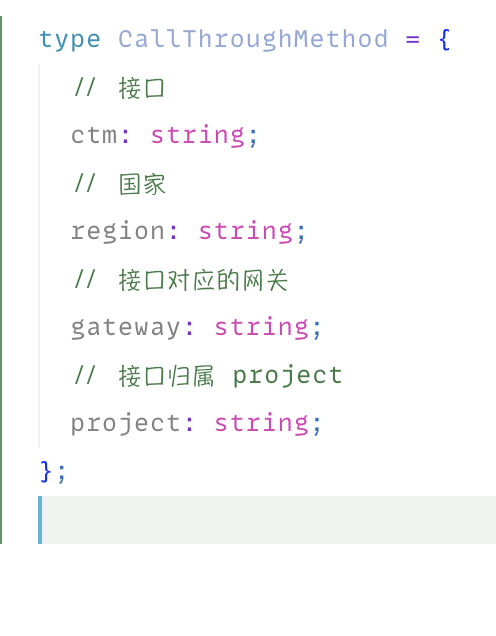 type CallThroughMethod = {
// 接口
ctm: string;
// 国家
region: string;
// 接口对应的网关
gateway: string;
// 接口归属 project
project: string;
};